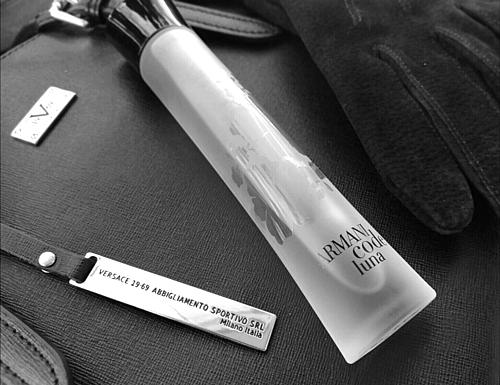 V
ARMANI
code
luna
VERSACE 19·69 ABBIGLIAMENTO SPORTIVO SRL
Milano Italia